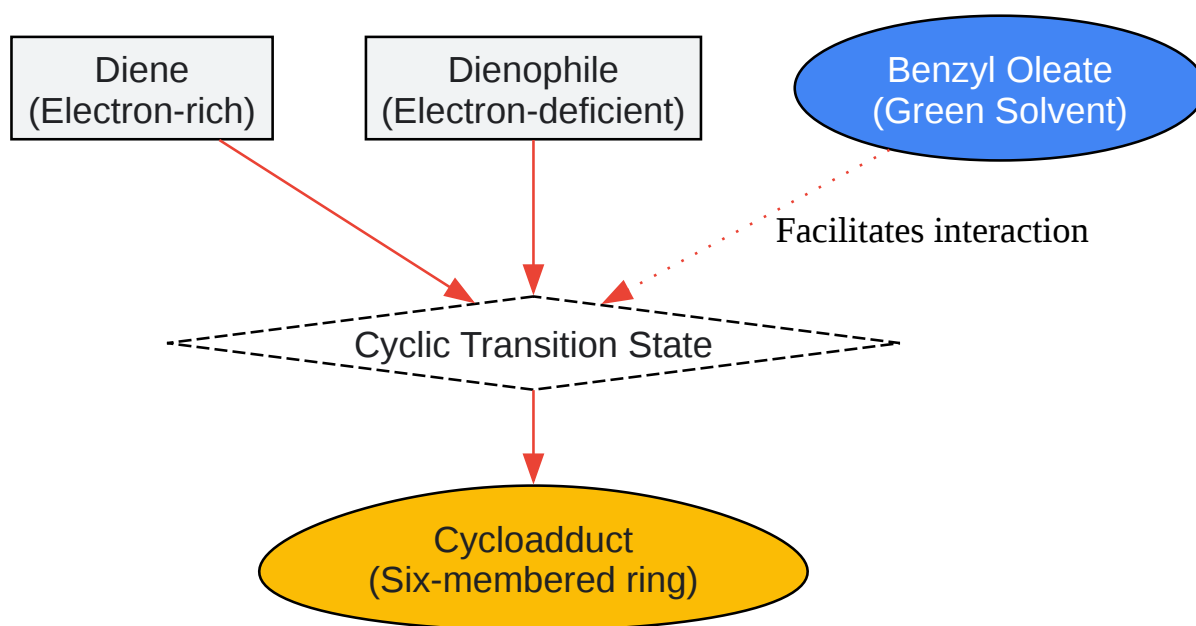 Diene
(Electron-rich)
Dienophile
(Electron-deficient)
Benzyl Oleate
(Green Solvent)
Facilitates interaction
Cyclic Transition State
Cycloadduct
(Six-membered ring)